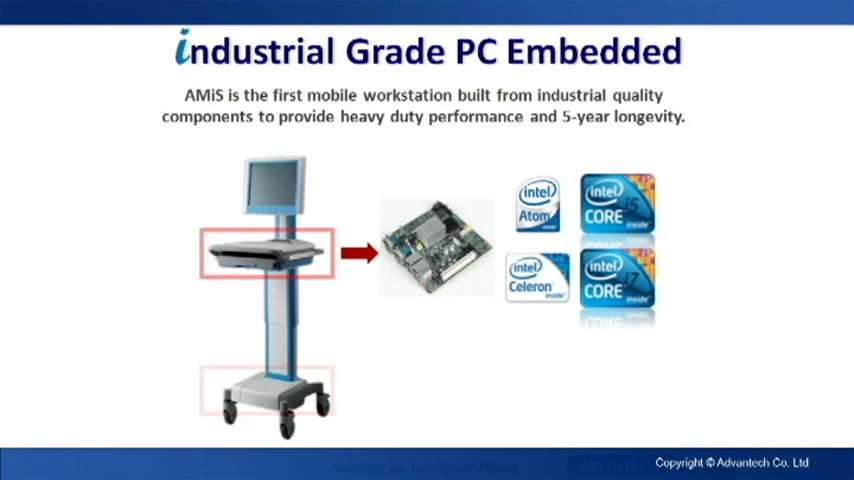 industrial Grade PC Embedded
AMiS is the first mobile workstation built from industrial quality
components to provide heavy duty performance and 5-year longevity.
intel
Atom
inside
intel
i5
CORE
inside
intel
Celeron
inside
intel
i7
CORE
inside
Copyright © Advantech Co. Ltd